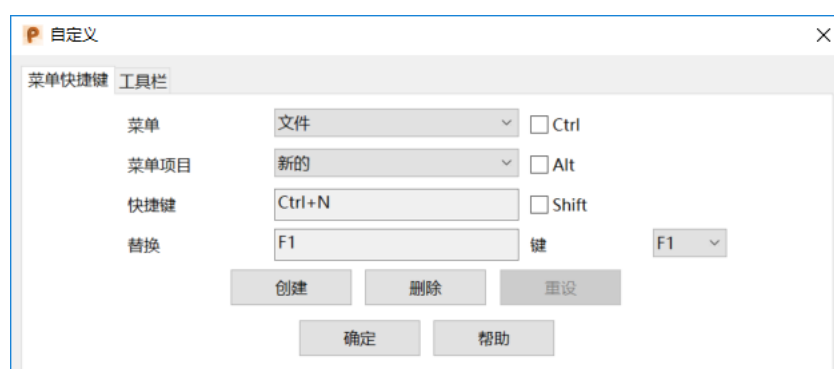 自定义
菜单快捷键 工具栏
菜单 文件 Ctrl
菜单项目 新的 Alt
快捷键 Ctrl+N Shift
替换 F1 键 F1
创建 删除 重设
确定 帮助